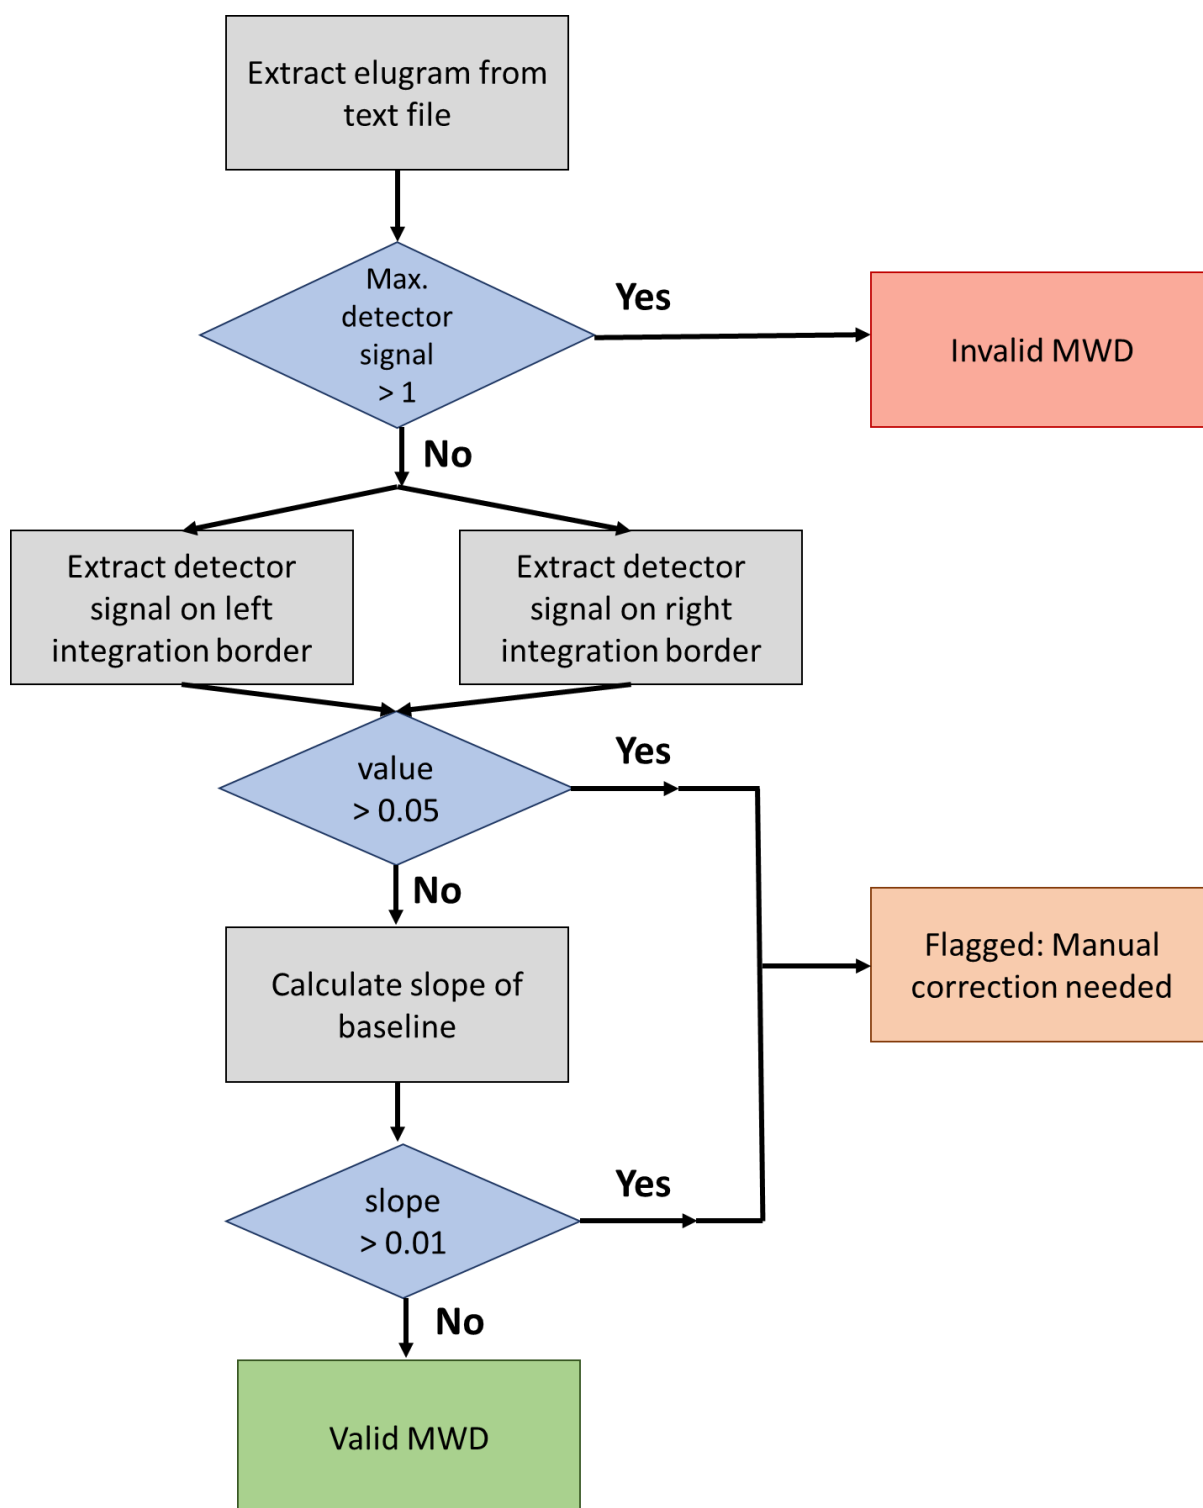 Extract elugram from
text file
Max.
detector
signal
> 1
Yes
Invalid MWD
No
Extract detector
signal on left
integration border
Extract detector
signal on right
integration border
value
> 0.05
Yes
No
Flagged: Manual
correction needed
Calculate slope of
baseline
slope
> 0.01
Yes
No
Valid MWD